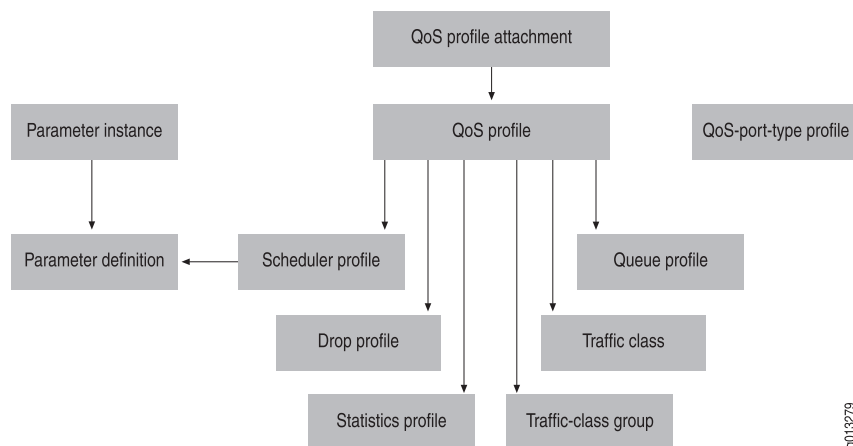 QoS profile attachment
Parameter instance
QoS profile
QoS-port-type profile
Parameter definition
Scheduler profile
Queue profile
Drop profile
Traffic class
Statistics profile
Traffic-class group